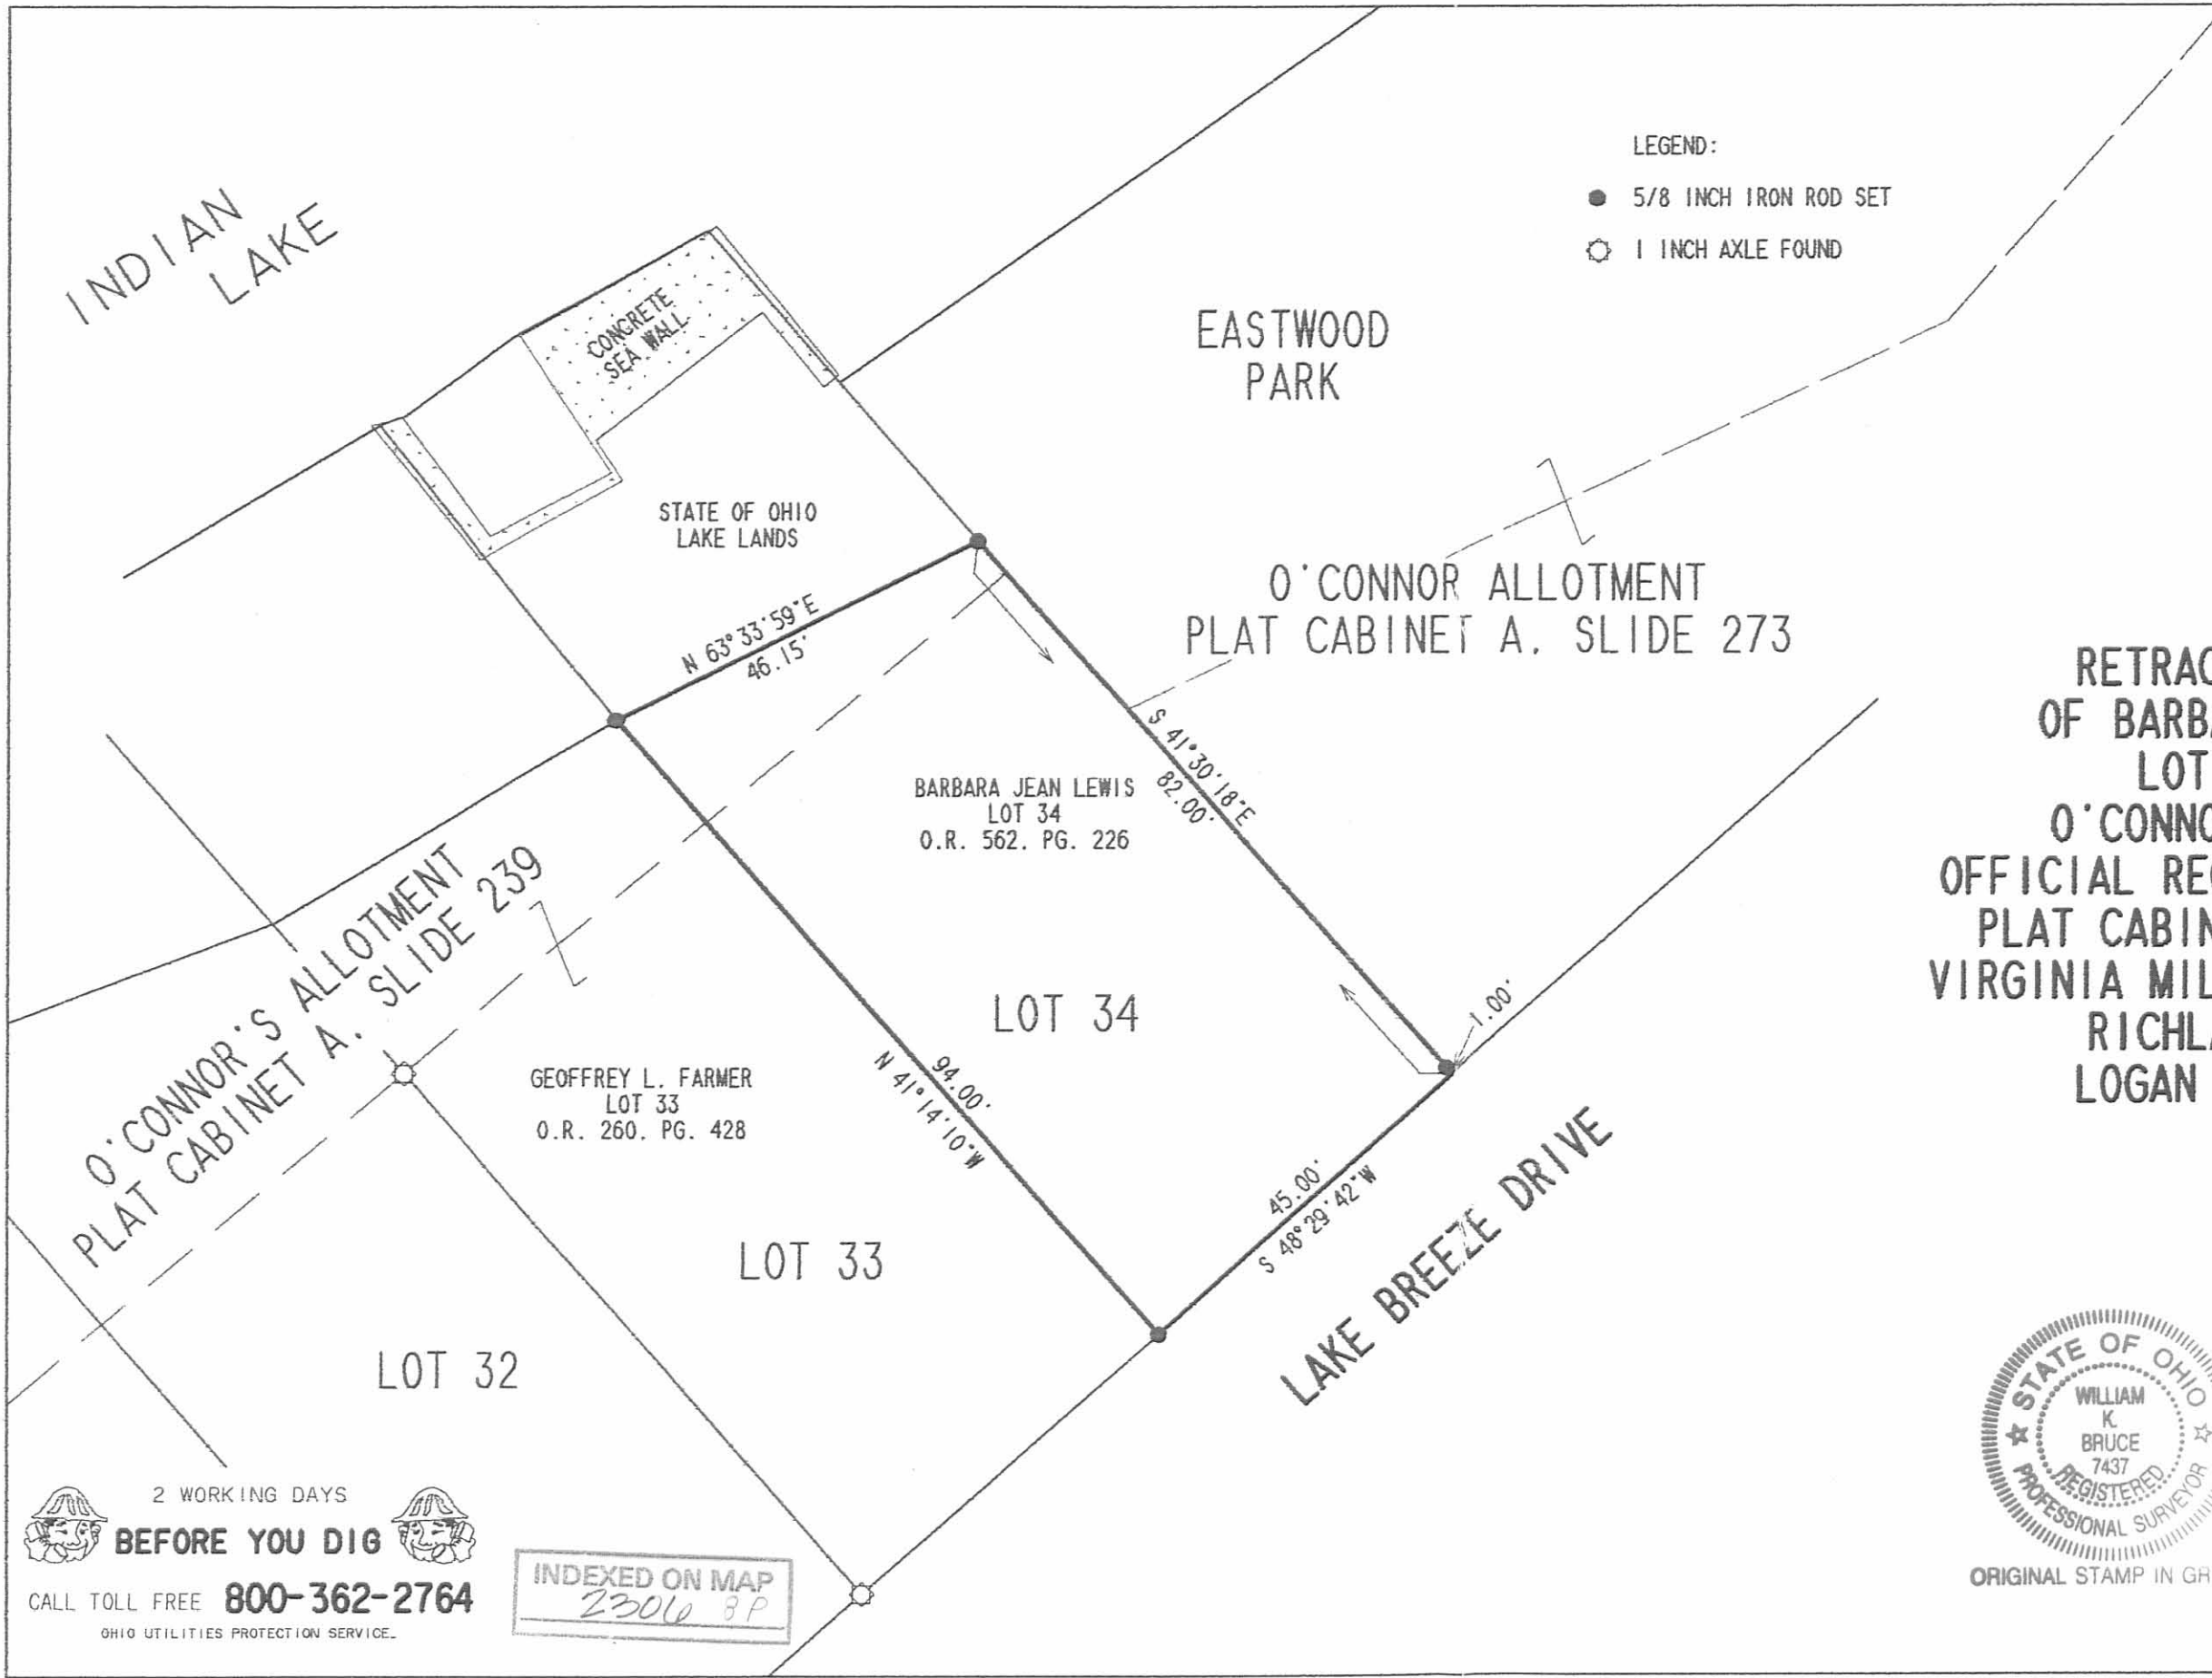 INDIAN
LAKE
CONCRETE
SEA WALL
LEGEND:
5/8 INCH IRON ROD SET
1 INCH AXLE FOUND
EASTWOOD
PARK
STATE OF OHIO
LAKE LANDS
N 63°33'59"E
46.15'
O'CONNOR ALLOTMENT
PLAT CABINET A, SLIDE 273
S 41°30'18"E
82.00'
BARBARA JEAN LEWIS
LOT 34
O.R. 562, PG. 226
RETRAC
OF BARB
LOT
O'CONNO
OFFICIAL RE
PLAT CABIN
VIRGINIA MIL
RICHL
LOGAN
O'CONNOR'S ALLOTMENT
PLAT CABINET A, SLIDE 239
LOT 34
1.00'
GEOFFREY L. FARMER
LOT 33
O.R. 260, PG. 428
94.00'
N 41°14'10"W
45.00'
S 48°29'42"W
LAKE BREEZE DRIVE
LOT 33
LOT 32
STATE OF OHIO
WILLIAM
K.
BRUCE
7437
REGISTERED
PROFESSIONAL SURVEYOR
ORIGINAL STAMP IN GR
2 WORKING DAYS
BEFORE YOU DIG
CALL TOLL FREE 800-362-2764
OHIO UTILITIES PROTECTION SERVICE
INDEXED ON MAP
2306 BP